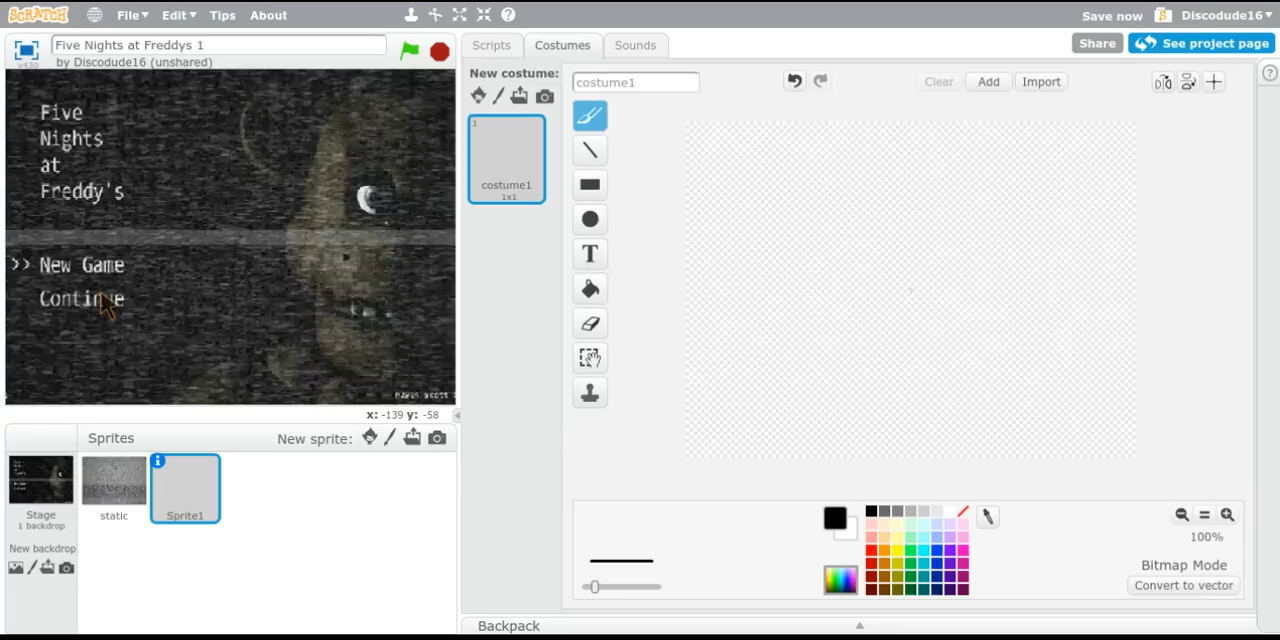 SCRATCH File▼ Edit▼ Tips About Save now Discodude16▼
Five Nights at Freddys 1
by Discodude16 (unshared)
v430
Scripts Costumes Sounds Share See project page
New costume: costume1 Clear Add Import
1
costume1
1x1
T
Five
Nights
at
Freddy's
>> New Game
Continue
x: -139 y: -58
Sprites New sprite:
Stage
1 backdrop
static
Sprite1
New backdrop
100%
Bitmap Mode
Convert to vector
Backpack